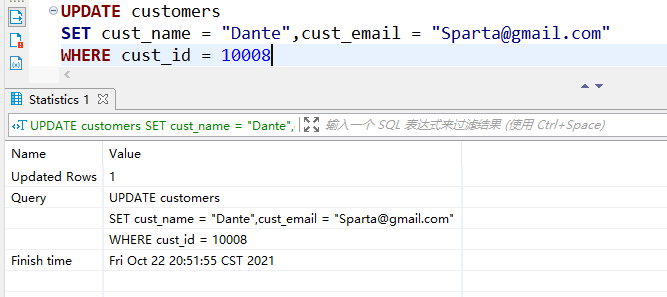 UPDATE customers
SET cust_name = "Dante",cust_email = "Sparta@gmail.com"
WHERE cust_id = 10008
Statistics 1
UPDATE customers SET cust_name = "Dante", 输入一个 SQL 表达式来过滤结果 (使用 Ctrl+Space)
Name Value
Updated Rows 1
Query UPDATE customers
SET cust_name = "Dante",cust_email = "Sparta@gmail.com"
WHERE cust_id = 10008
Finish time Fri Oct 22 20:51:55 CST 2021